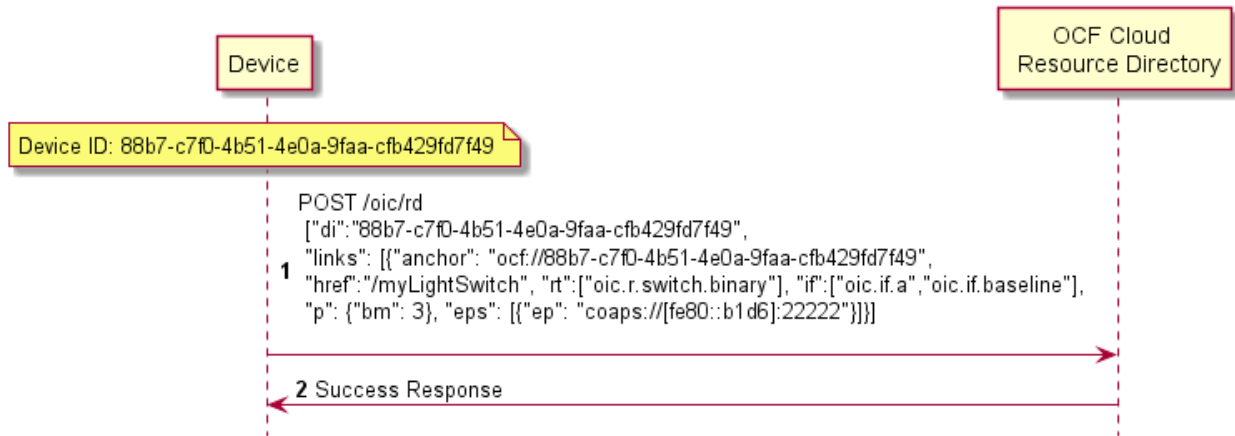 Device
OCF Cloud
Resource Directory
Device ID: 88b7-c7f0-4b51-4e0a-9faa-cfb429fd7f49
POST /oic/rd
["di":"88b7-c7f0-4b51-4e0a-9faa-cfb429fd7f49",
"links": [{"anchor": "ocf://88b7-c7f0-4b51-4e0a-9faa-cfb429fd7f49",
1 "href":"/myLightSwitch", "rt":["oic.r.switch.binary"], "if":["oic.if.a","oic.if.baseline"],
"p": {"bm": 3}, "eps": [{"ep": "coaps://[fe80::b1d6]:22222"}]}]
2 Success Response